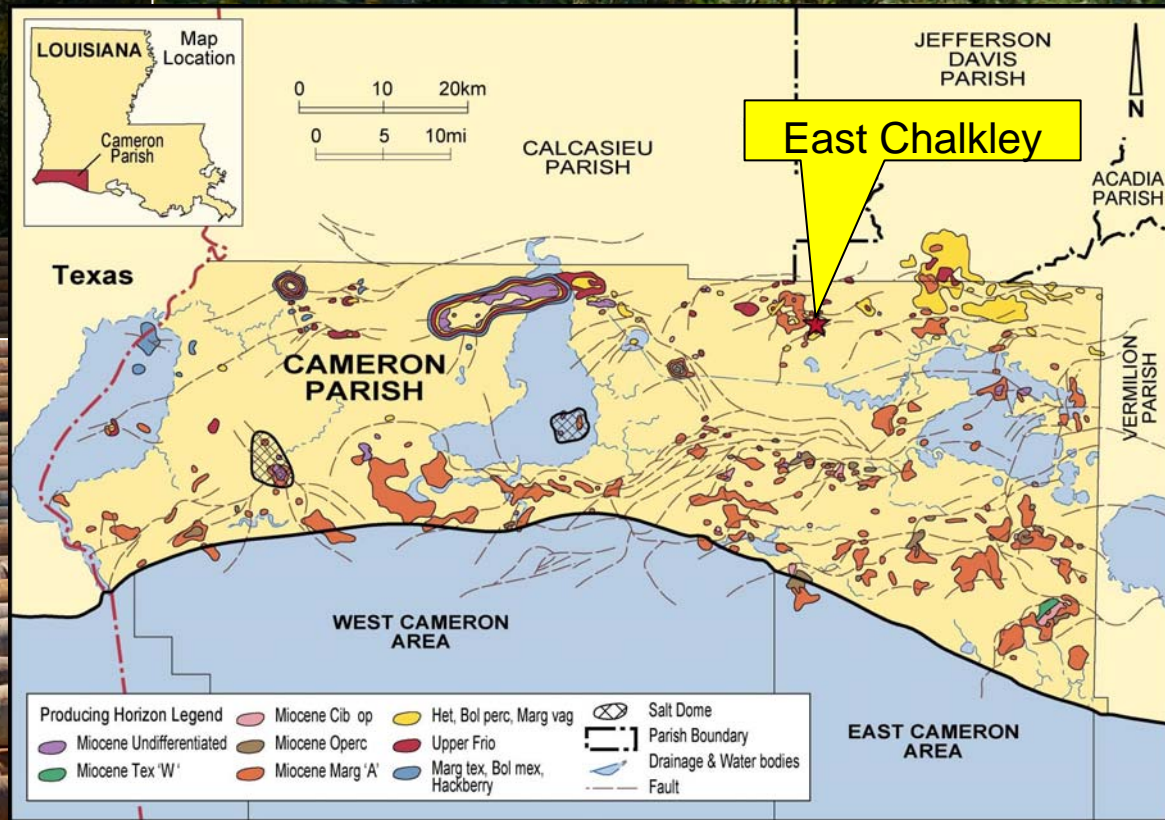 LOUISIANA
Map
Location
Cameron
Parish
0 10 20km
0 5 10mi
JEFFERSON
DAVIS
PARISH
N
East Chalkley
CALCASIEU
PARISH
ACADIA
PARISH
Texas
CAMERON
PARISH
VERMILION
PARISH
WEST CAMERON
AREA
EAST CAMERON
AREA
Producing Horizon Legend
Miocene Undifferentiated
Miocene Tex 'W'
Miocene Cib op
Miocene Operc
Miocene Marg 'A'
Het, Bol perc, Marg vag
Upper Frio
Marg tex, Bol mex,
Hackberry
Salt Dome
Parish Boundary
Drainage & Water bodies
Fault